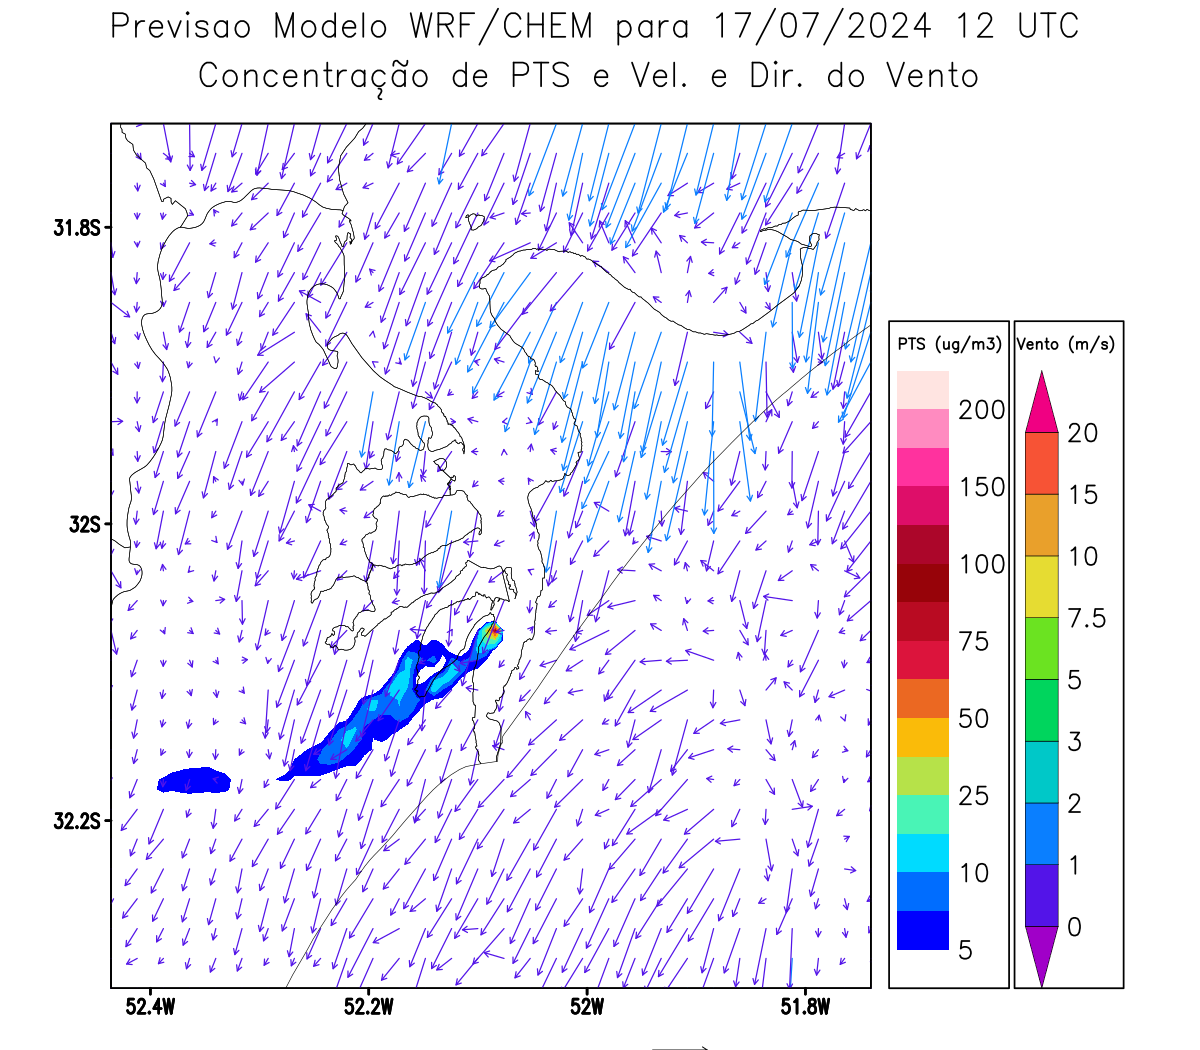 Previsao Modelo WRF/CHEM para 17/07/2024 12 UTC
Concentração de PTS e Vel. e Dir. do Vento
31.8S
32S
32.2S
52.4W 52.2W 52W 51.8W
PTS (ug/m3)
200
150
100
75
50
25
10
5
Vento (m/s)
20
15
10
7.5
5
3
2
1
0